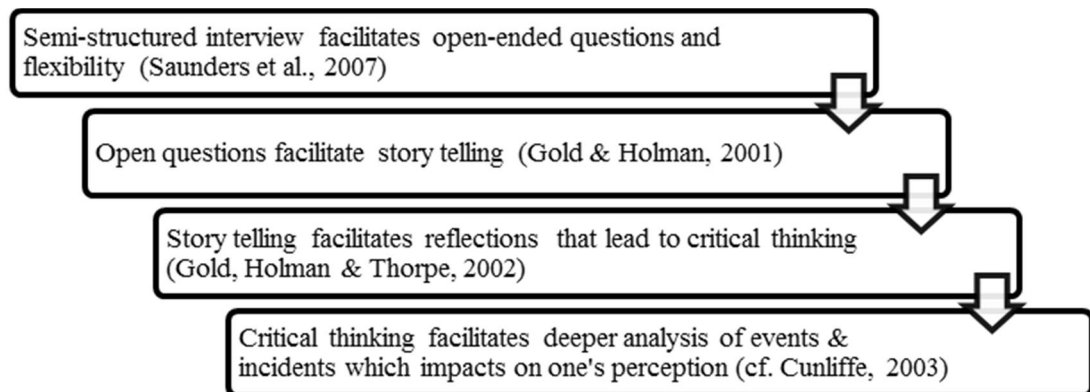 Semi-structured interview facilitates open-ended questions and
flexibility (Saunders et al., 2007)
Open questions facilitate story telling (Gold & Holman, 2001)
Story telling facilitates reflections that lead to critical thinking
(Gold, Holman & Thorpe, 2002)
Critical thinking facilitates deeper analysis of events &
incidents which impacts on one's perception (cf. Cunliffe, 2003)